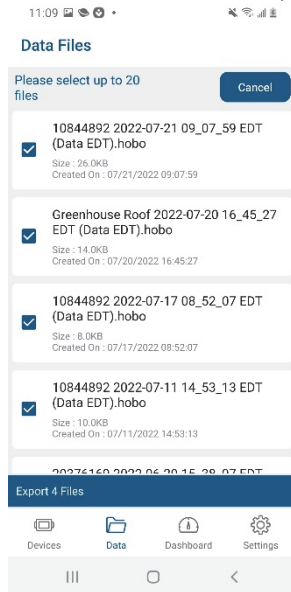 11:09
Data Files
Please select up to 20
files
Cancel
10844892 2022-07-21 09_07_59 EDT
(Data EDT).hobo
Size : 26.0KB
Created On : 07/21/2022 09:07:59
Greenhouse Roof 2022-07-20 16_45_27
EDT (Data EDT).hobo
Size : 14.0KB
Created On : 07/20/2022 16:45:27
10844892 2022-07-17 08_52_07 EDT
(Data EDT).hobo
Size : 8.0KB
Created On : 07/17/2022 08:52:07
10844892 2022-07-11 14_53_13 EDT
(Data EDT).hobo
Size : 10.0KB
Created On : 07/11/2022 14:53:13
Export 4 Files
Devices
Data
Dashboard
Settings